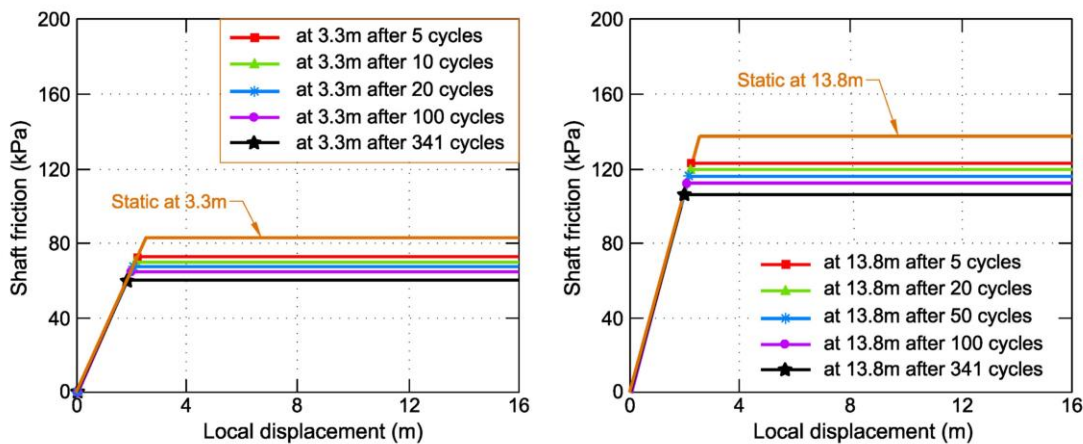 200
160
120
80
40
0
Shaft friction (kPa)
at 3.3m after 5 cycles
at 3.3m after 10 cycles
at 3.3m after 20 cycles
at 3.3m after 100 cycles
at 3.3m after 341 cycles
Static at 3.3m
0 4 8 12 16
Local displacement (m)
200
160
120
80
40
0
Shaft friction (kPa)
Static at 13.8m
at 13.8m after 5 cycles
at 13.8m after 20 cycles
at 13.8m after 50 cycles
at 13.8m after 100 cycles
at 13.8m after 341 cycles
0 4 8 12 16
Local displacement (m)